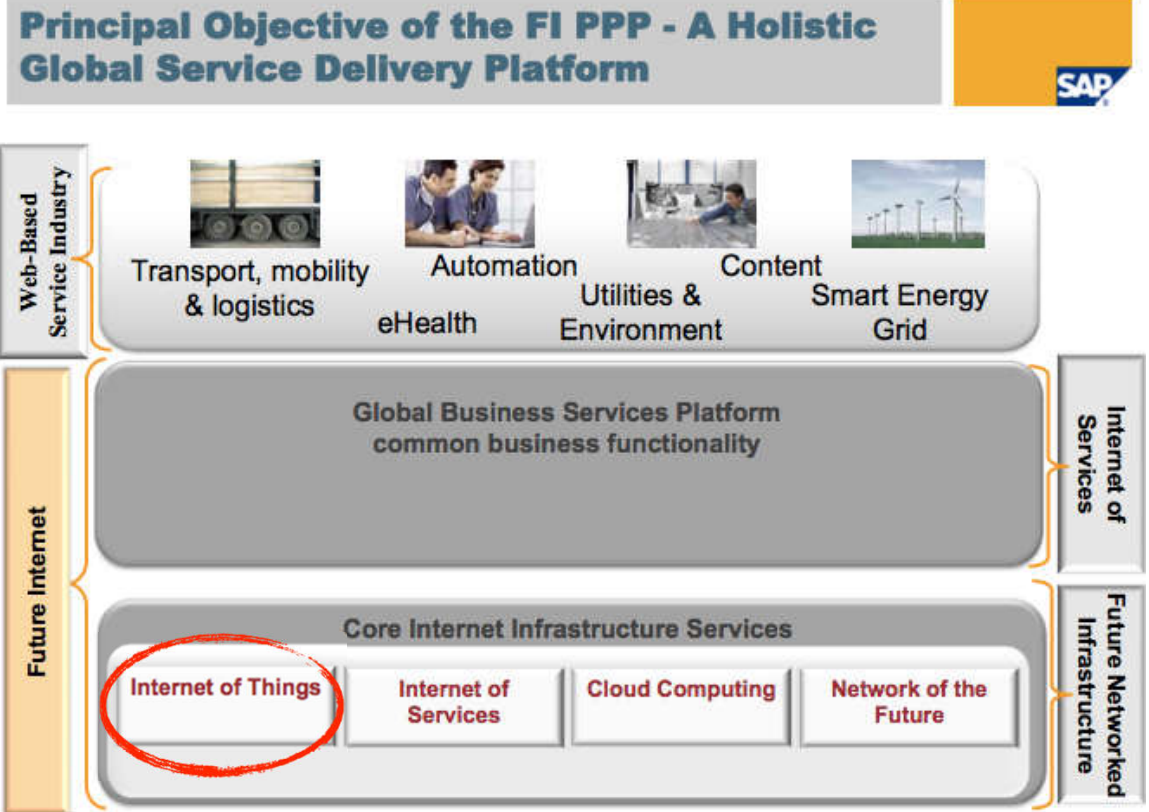 Principal Objective of the FI PPP - A Holistic
Global Service Delivery Platform
SAP
Web-Based
Service Industry
Transport, mobility
& logistics
Automation
eHealth
Content
Utilities &
Environment
Smart Energy
Grid
Future Internet
Global Business Services Platform
common business functionality
Internet of
Services
Core Internet Infrastructure Services
Internet of Things
Internet of
Services
Cloud Computing
Network of the
Future
Future Networked
Infrastructure